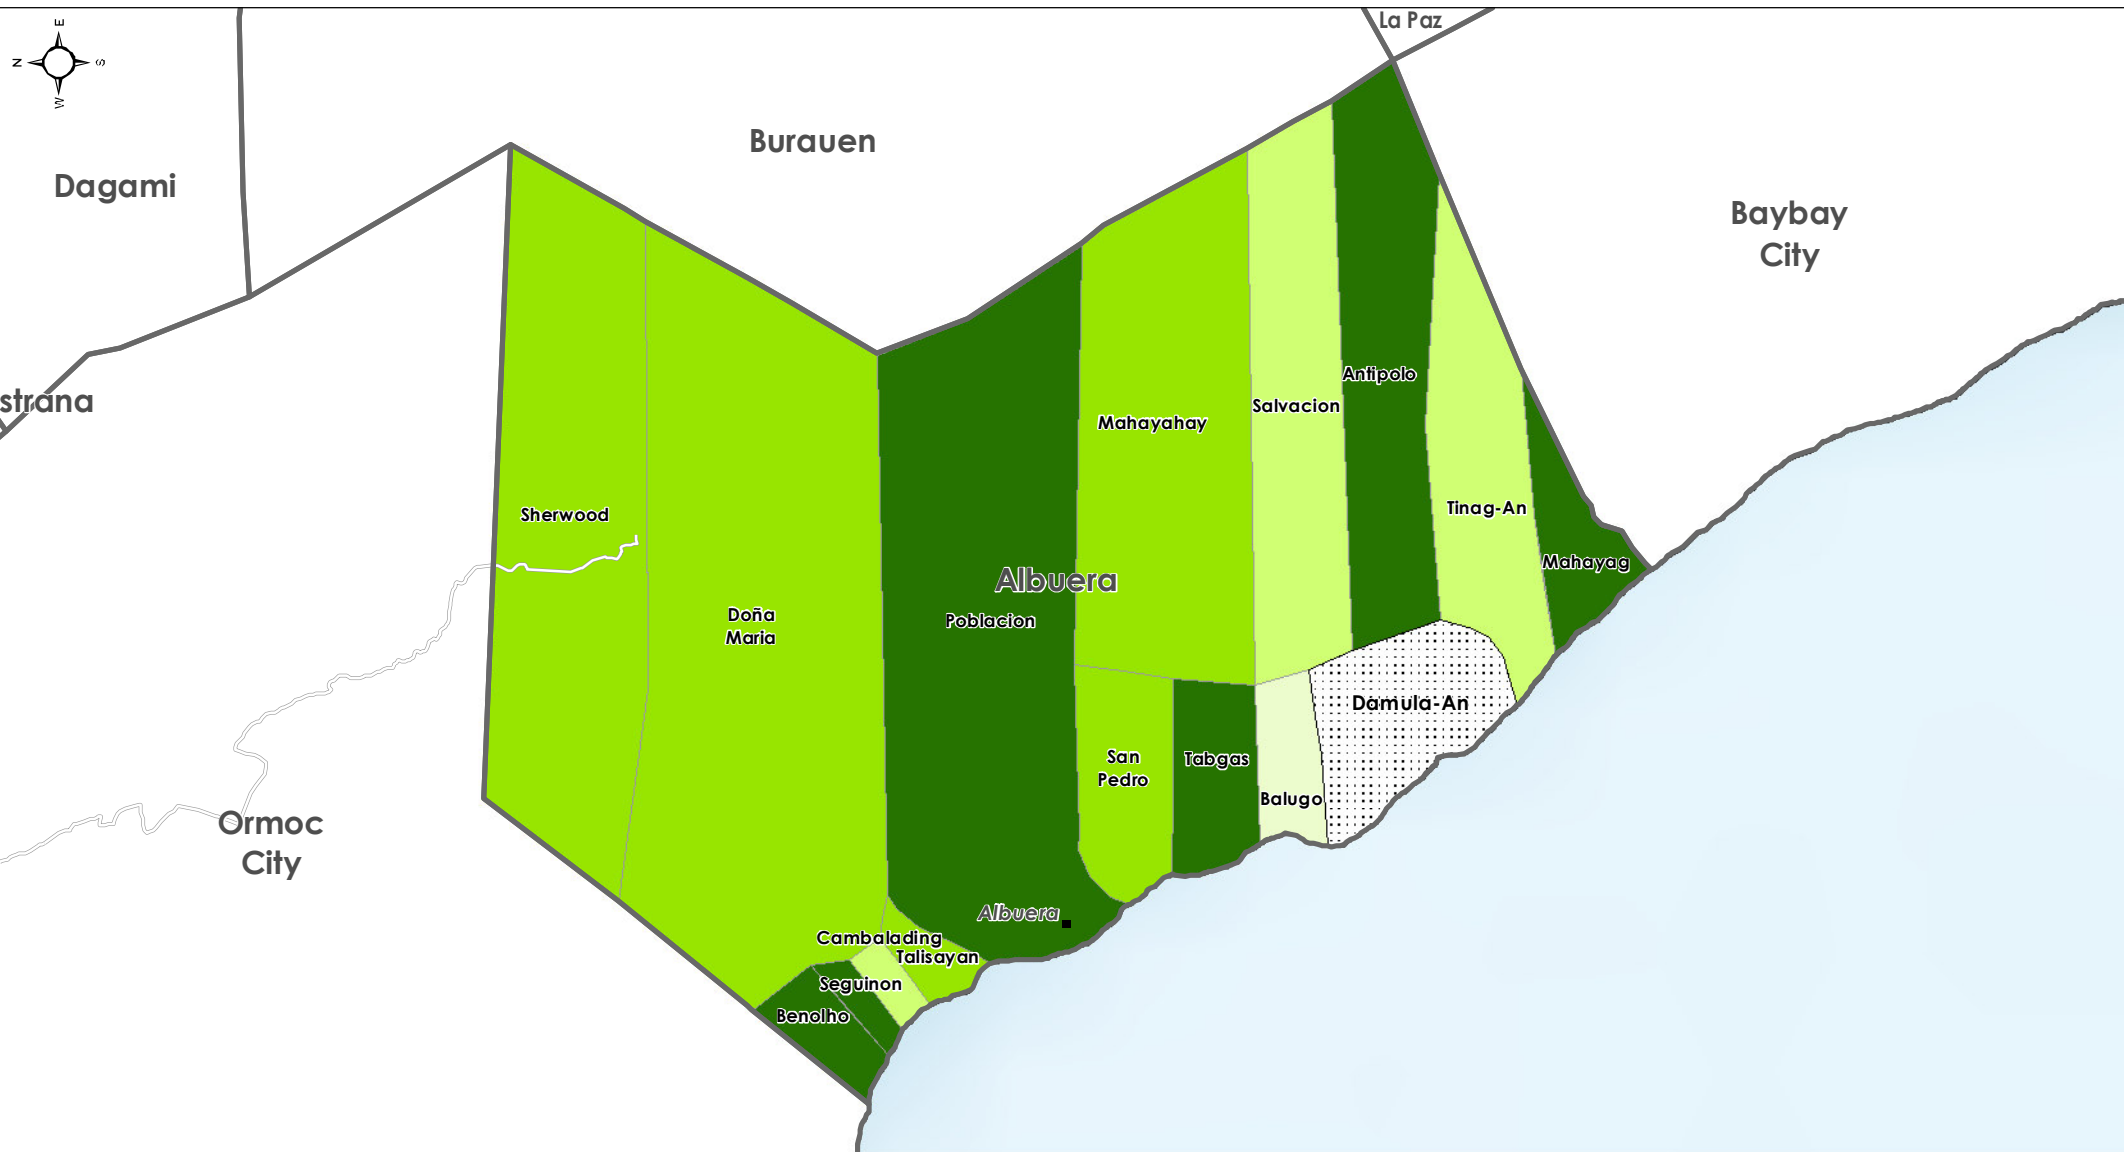 La Paz
E
N
S
W
Burauen
Dagami
Baybay
City
strana
Antipolo
Salvacion
Mahayahay
Tinag-An
Sherwood
Mahayag
Albuera
Doña
Maria
Poblacion
Damula-An
San
Pedro
Tabgas
Balugo
Ormoc
City
Albuera
Cambalading
Talisayan
Seguinon
Benolho